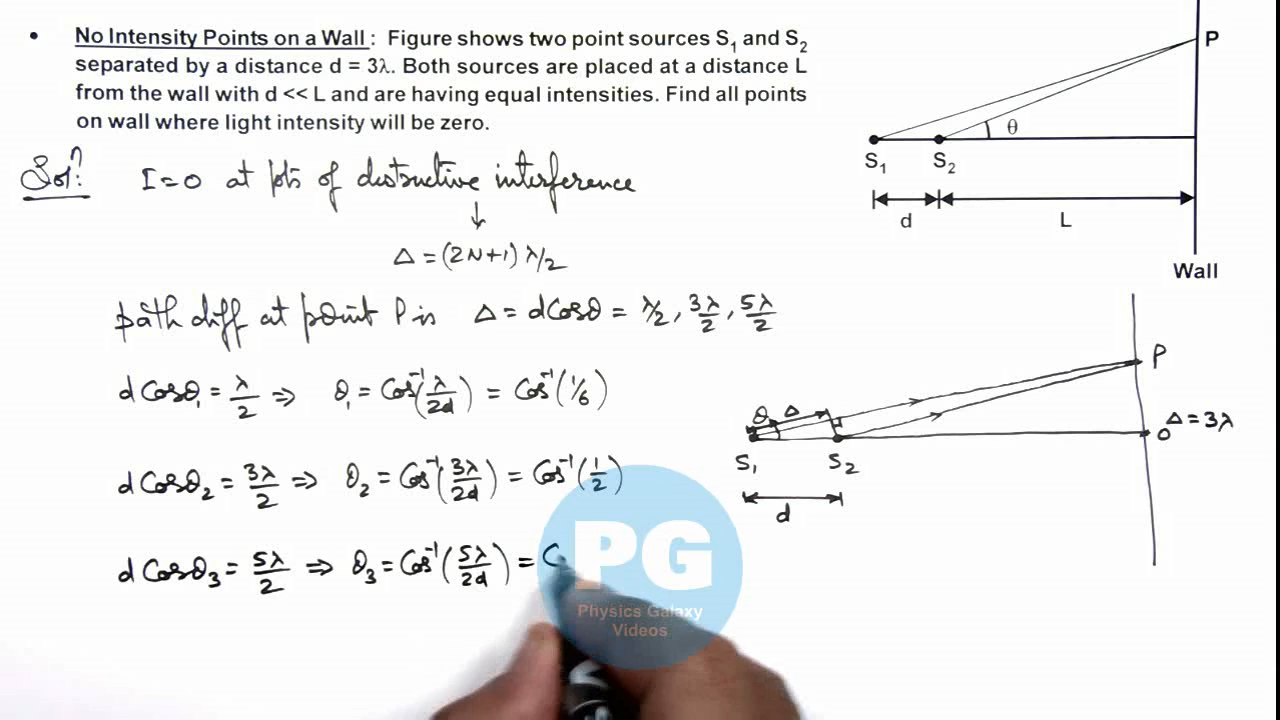 • No Intensity Points on a Wall : Figure shows two point sources S₁ and S₂
separated by a distance d = 3λ. Both sources are placed at a distance L
from the wall with d << L and are having equal intensities. Find all points
on wall where light intensity will be zero.
P
θ
S₁ S₂
d L
Wall
Solⁿ. I=0 at pts of destructive interference
↓
Δ = (2N+1) λ/2
path diff at point P is Δ = d Cosθ = λ/2, 3λ/2, 5λ/2
d Cosθ₁ = λ/2 ⇒ θ₁ = Cos⁻¹(λ/2d) = Cos⁻¹(1/6)
d Cosθ₂ = 3λ/2 ⇒ θ₂ = Cos⁻¹(3λ/2d) = Cos⁻¹(1/2)
d Cosθ₃ = 5λ/2 ⇒ θ₃ = Cos⁻¹(5λ/2d) = C
P
θ Δ
O Δ = 3λ
S₁ S₂
d
PG
Physics Galaxy
Videos